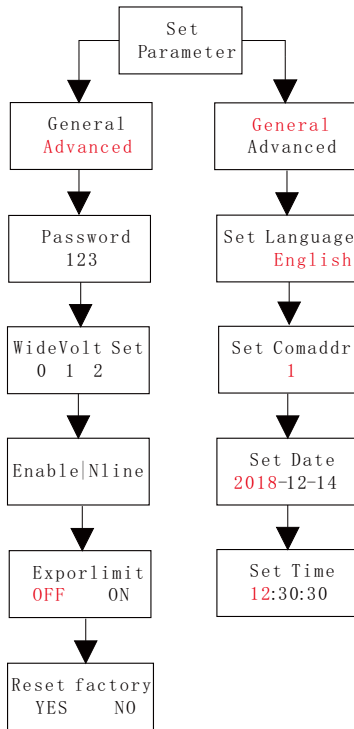 Set
Parameter
General
Advanced
Password
123
WideVolt Set
0 1 2
Enable|Nline
Exporlimit
OFF ON
Reset factory
YES NO
General
Advanced
Set Language
English
Set Comaddr
1
Set Date
2018-12-14
Set Time
12:30:30